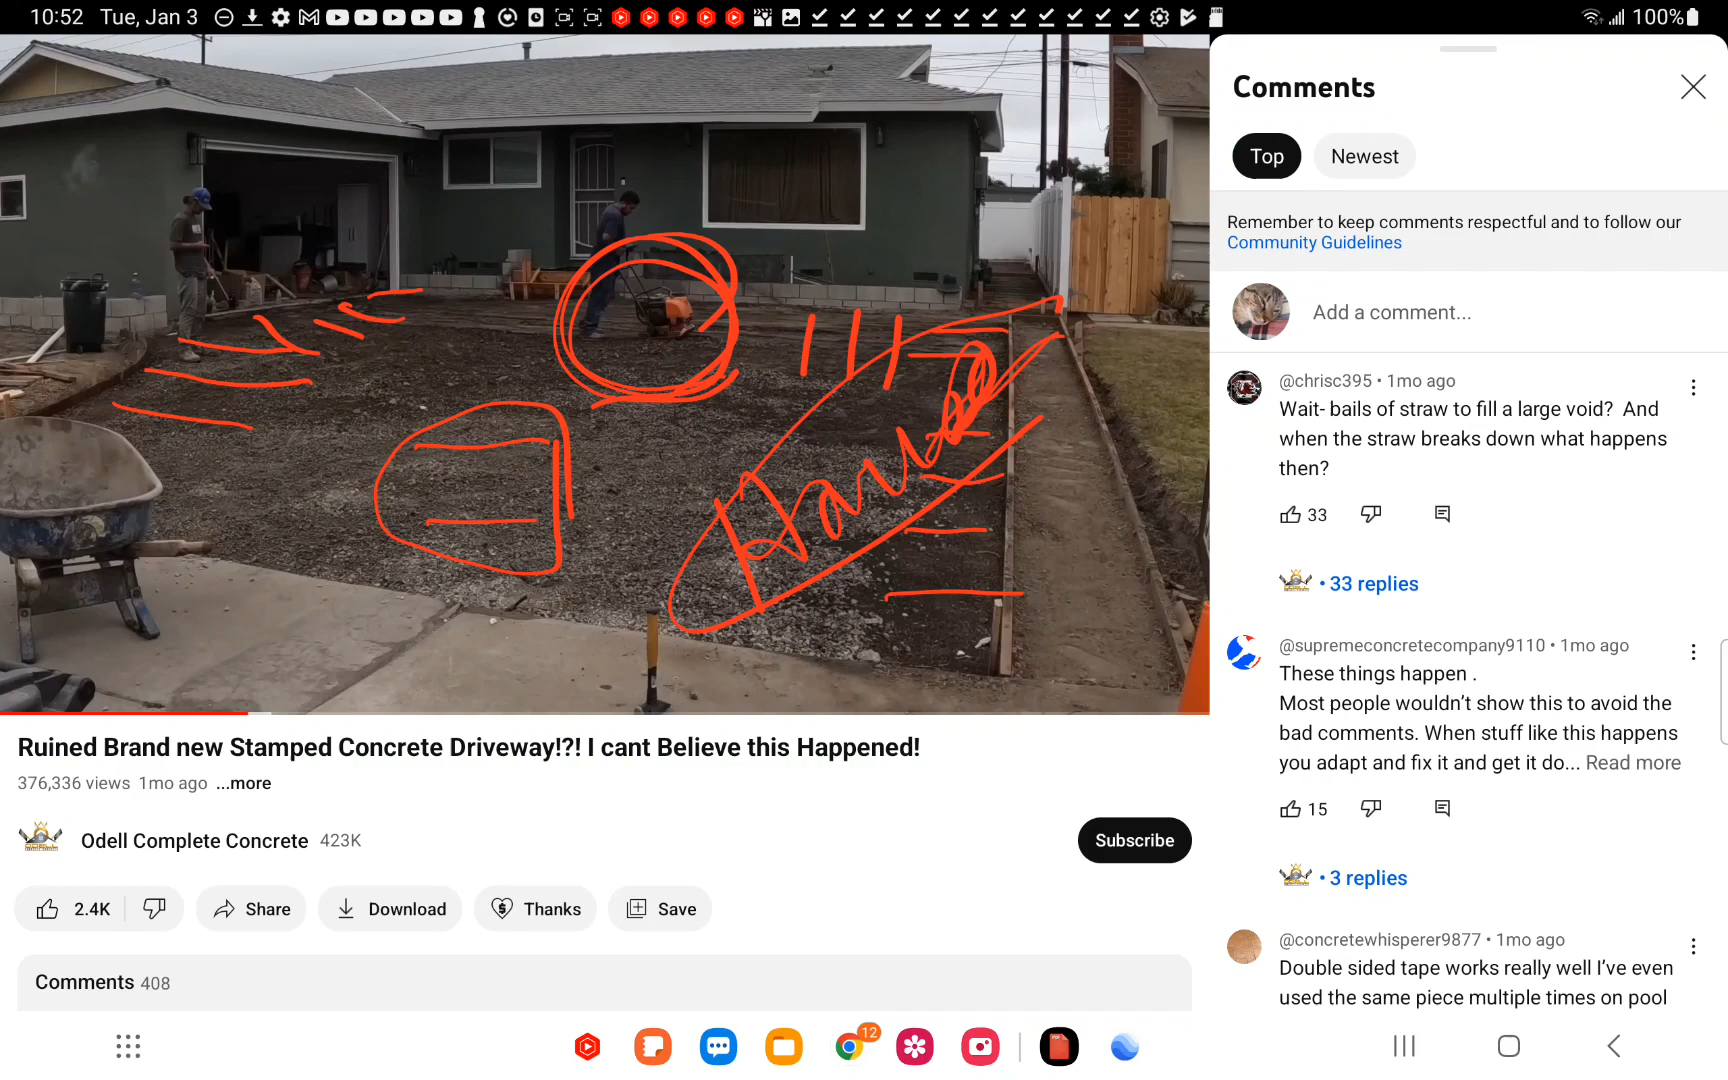 10:52 Tue, Jan 3
100%
Comments
Top
Newest
Remember to keep comments respectful and to follow our
Community Guidelines
Add a comment...
@chrisc395 • 1mo ago
Wait- bails of straw to fill a large void? And
when the straw breaks down what happens
then?
33
• 33 replies
@supremeconcretecompany9110 • 1mo ago
These things happen .
Most people wouldn’t show this to avoid the
bad comments. When stuff like this happens
you adapt and fix it and get it do... Read more
15
• 3 replies
@concretewhisperer9877 • 1mo ago
Double sided tape works really well I’ve even
used the same piece multiple times on pool
Ruined Brand new Stamped Concrete Driveway!?! I cant Believe this Happened!
376,336 views 1mo ago ...more
Odell Complete Concrete 423K
Subscribe
2.4K
Share
Download
Thanks
Save
Comments 408
12